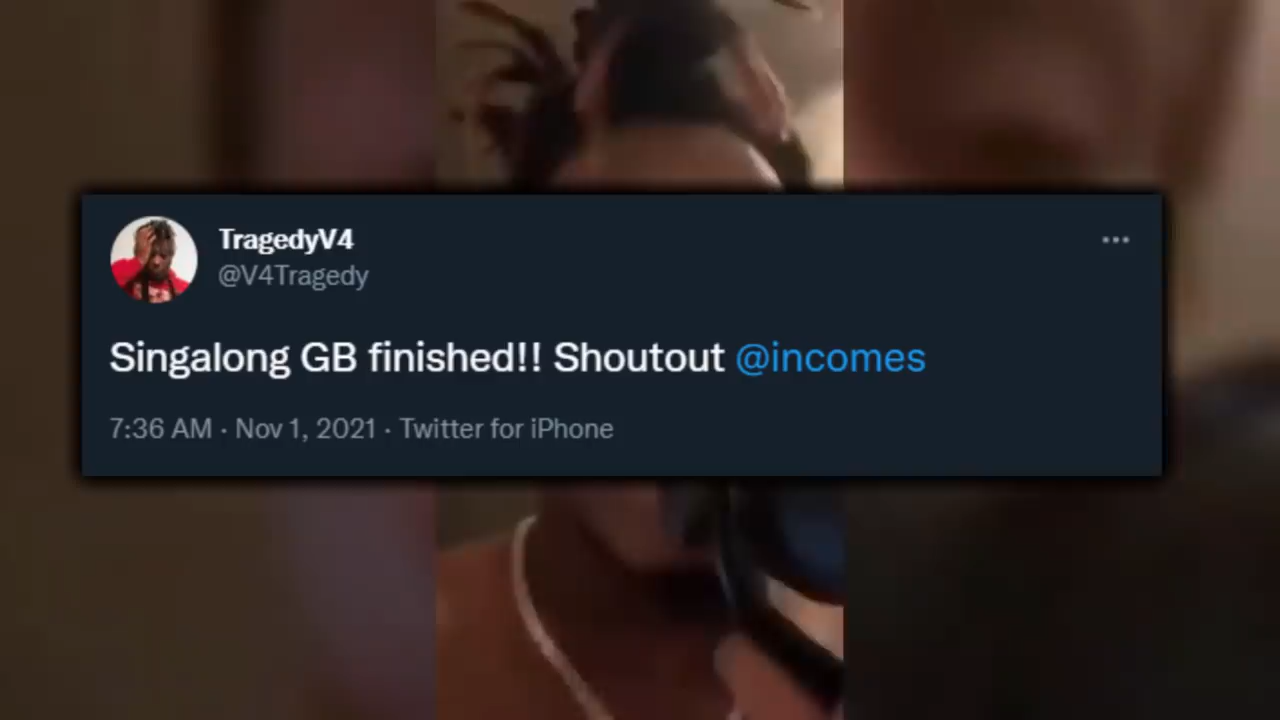 TragedyV4
@V4Tragedy
Singalong GB finished!! Shoutout @incomes
7:36 AM · Nov 1, 2021 · Twitter for iPhone